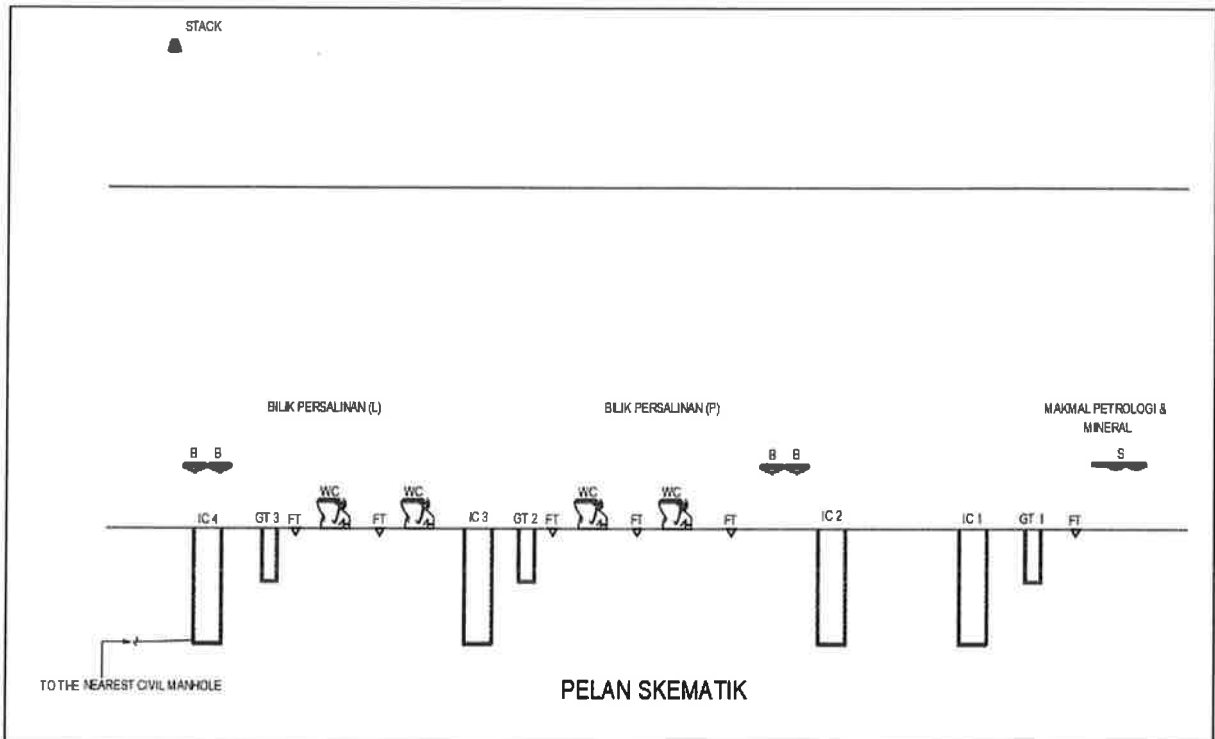 STACK
BILIK PERSALINAN (L)
BILIK PERSALINAN (P)
MAKMAL PETROLOGI &
MINERAL
B B
B B
S
WC
WC
WC
WC
IC 4
GT 3
FT
FT
IC 3
GT 2
FT
FT
FT
IC 2
IC 1
GT 1
FT
TO THE NEAREST CIVIL MANHOLE
PELAN SKEMATIK